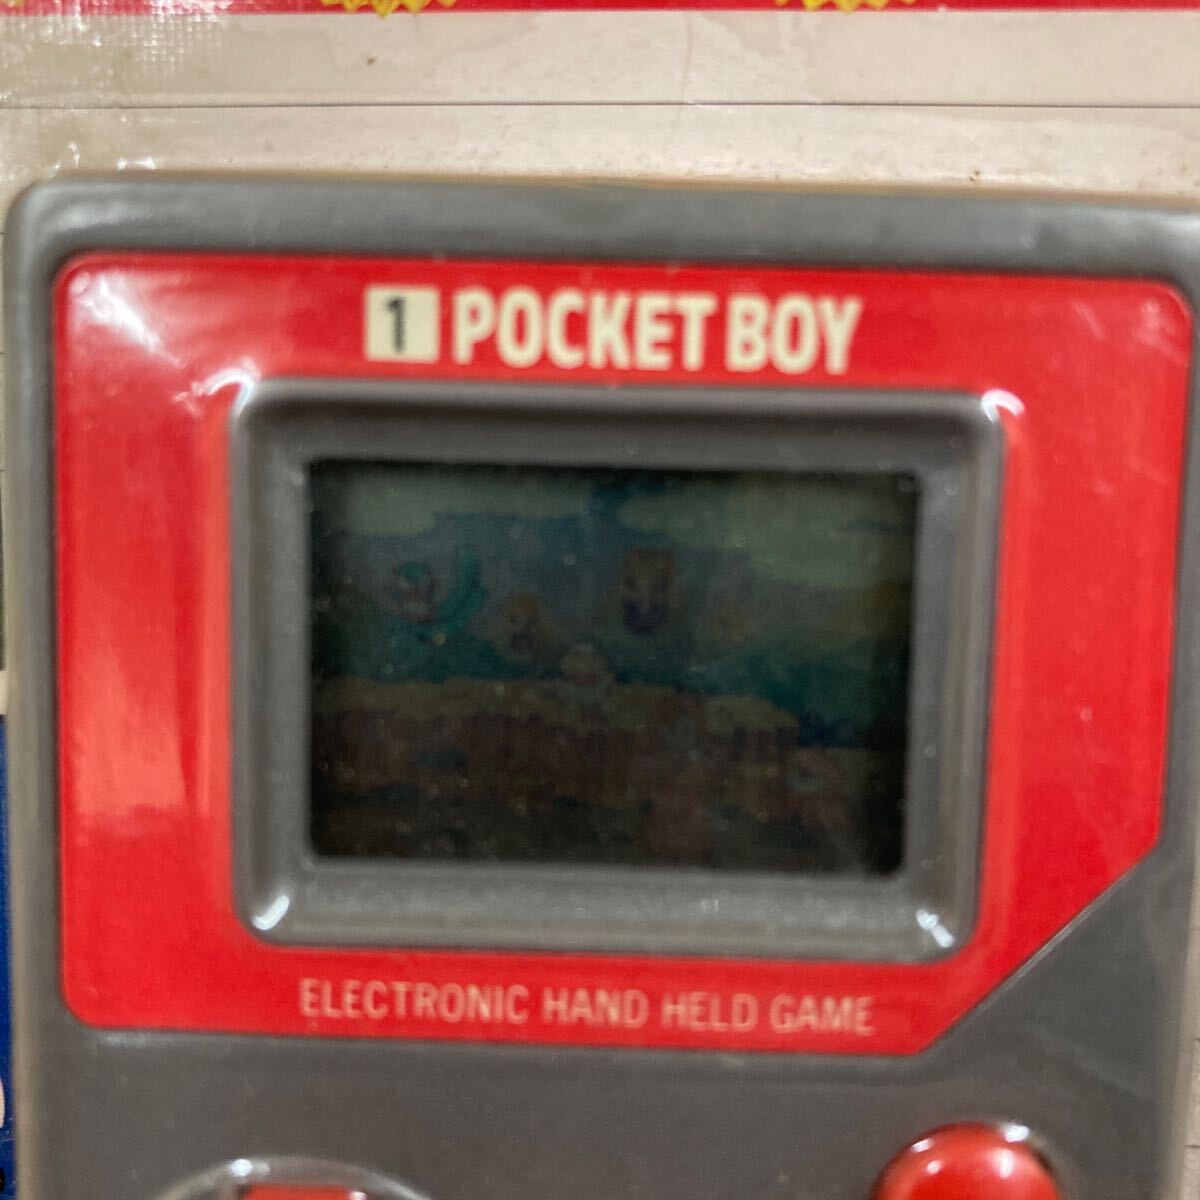 1 POCKET BOY
ELECTRONIC HAND HELD GAME